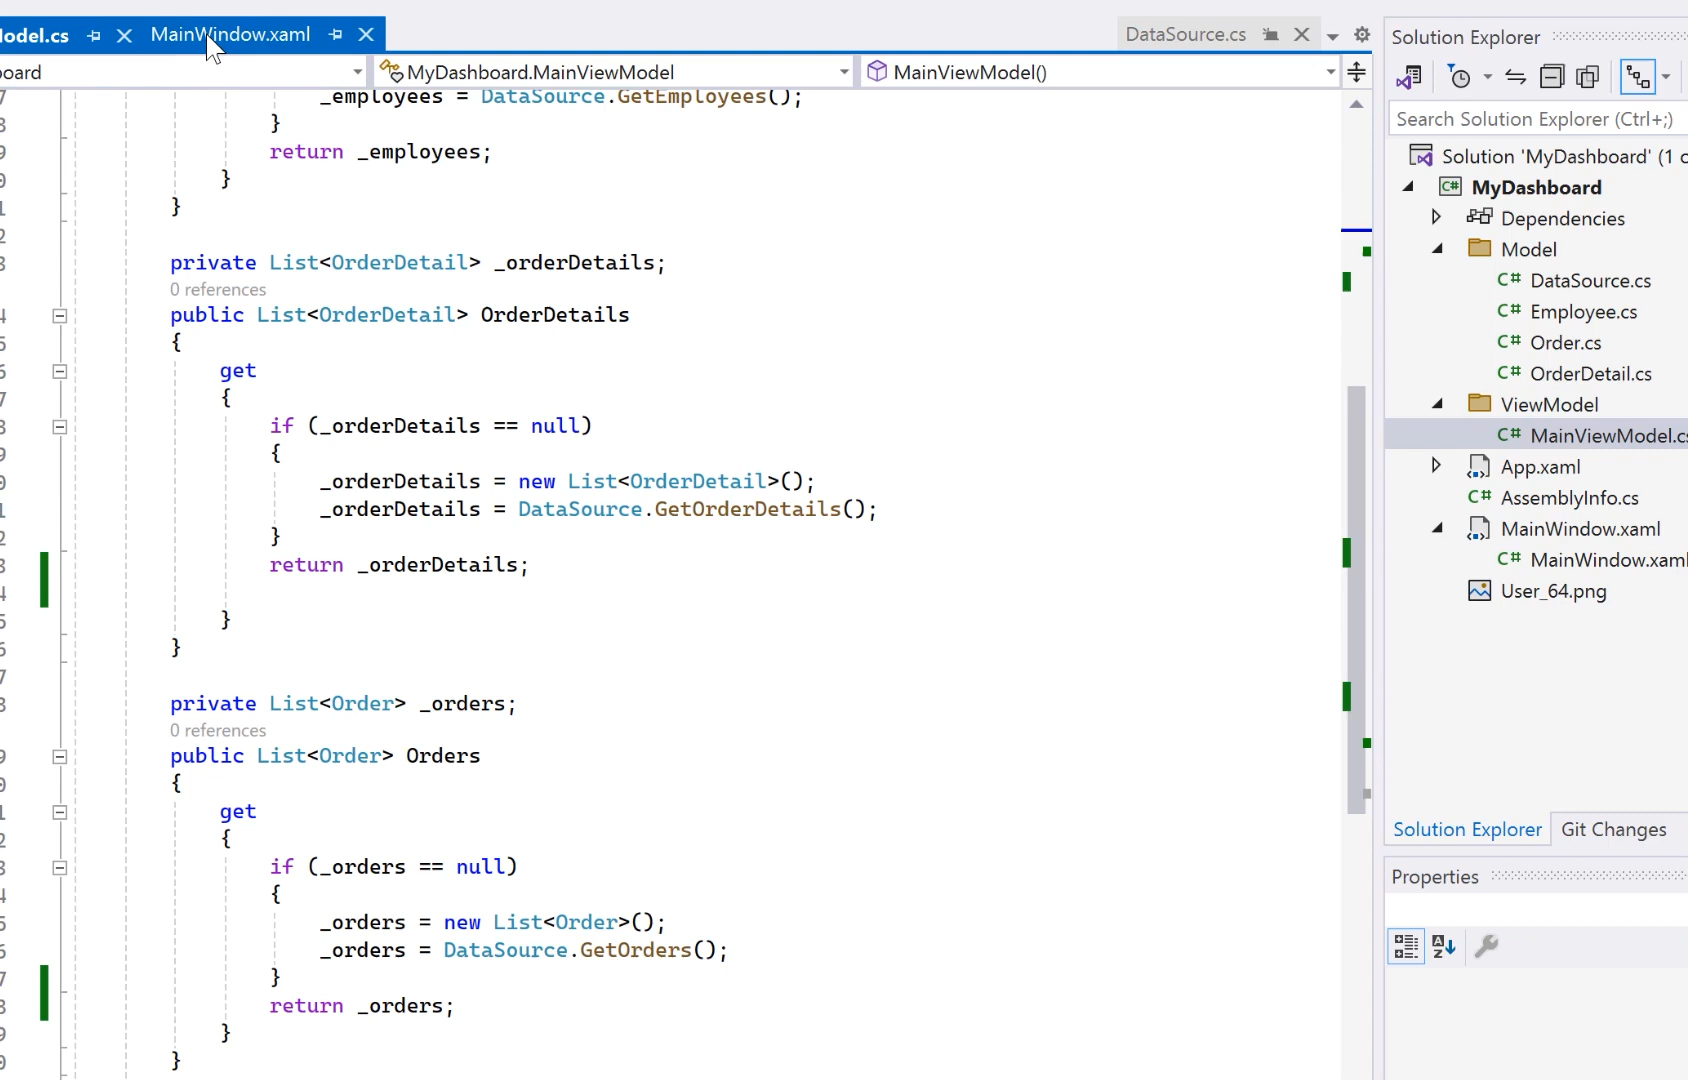 Model.cs
MainWindow.xaml
DataSource.cs
MyDashboard.MainViewModel
MainViewModel()
_employees = DataSource.GetEmployees();
}
return _employees;
}
}
private List<OrderDetail> _orderDetails;
0 references
public List<OrderDetail> OrderDetails
{
get
{
if (_orderDetails == null)
{
_orderDetails = new List<OrderDetail>();
_orderDetails = DataSource.GetOrderDetails();
}
return _orderDetails;
}
}
private List<Order> _orders;
0 references
public List<Order> Orders
{
get
{
if (_orders == null)
{
_orders = new List<Order>();
_orders = DataSource.GetOrders();
}
return _orders;
}
}
Solution Explorer
Search Solution Explorer (Ctrl+;)
Solution 'MyDashboard' (1 o
C# MyDashboard
Dependencies
Model
C# DataSource.cs
C# Employee.cs
C# Order.cs
C# OrderDetail.cs
ViewModel
C# MainViewModel.cs
App.xaml
C# AssemblyInfo.cs
MainWindow.xaml
C# MainWindow.xaml
User_64.png
Solution Explorer
Git Changes
Properties